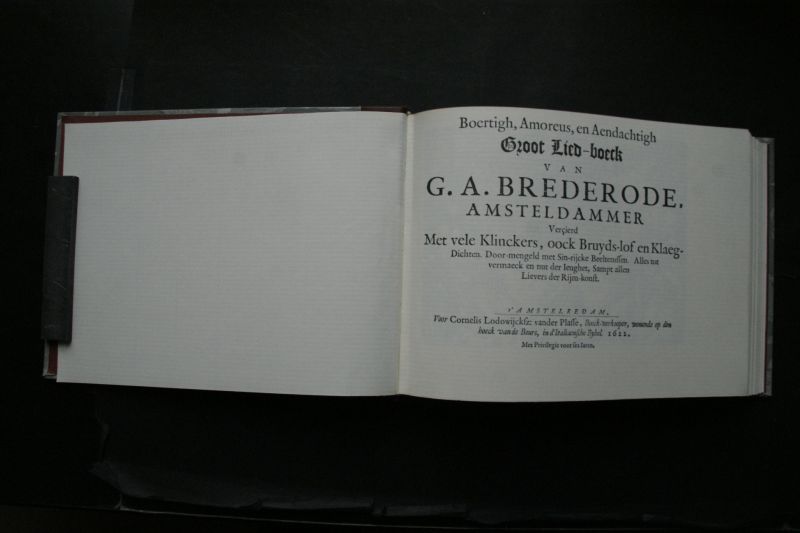 Boertigh, Amoreus, en Aendachtigh
Groot Lied-boeck
VAN
G. A. BREDERODE,
AMSTELDAMMER
Verçierd
Met vele Klinckers, oock Bruyds-lof en Klaeg-
Dichten. Door-mengeld met Sin-rijcke Beeltenissen. Alles tot
vermaeck en nut der Ieught, Sampt allen
Lievers der Rijm-konst.
t'AMSTELREDAM,
Voor Cornelis Lodowijcksz: vander Plasse, Boeck-verkooper, wonende op den
hoeck van de Beurs, in d'Italiaensche Bybel. 1622.
Met Privilegie voor ses Iaren.